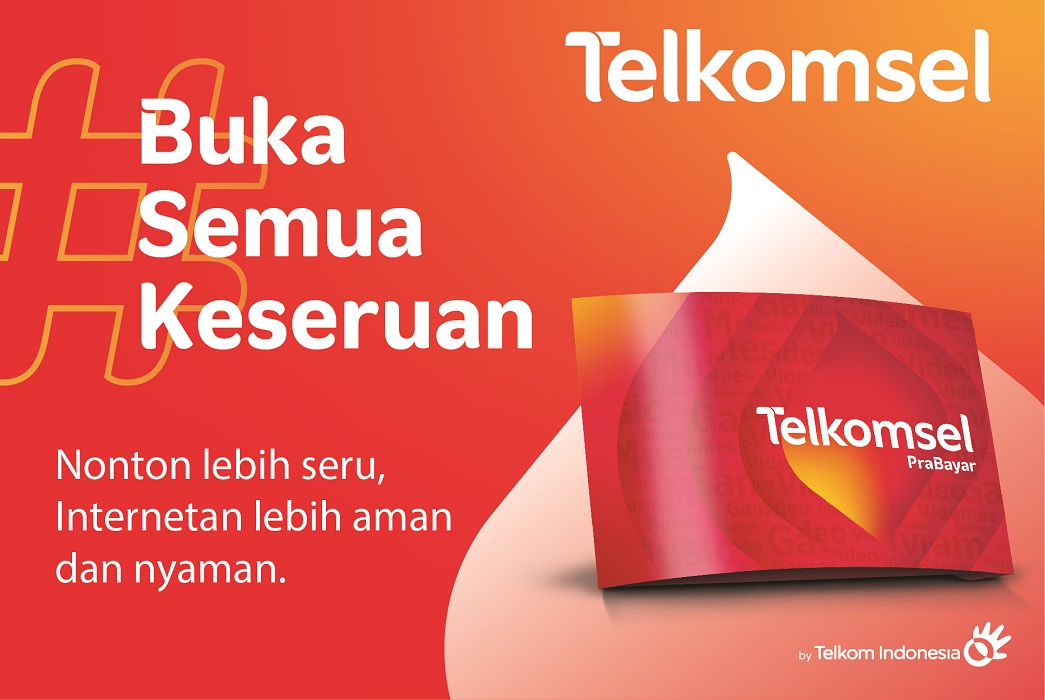 Telkomsel
#
Buka
Semua
Keseruan
Nonton lebih seru,
Internetan lebih aman
dan nyaman.
Telkomsel
PraBayar
by Telkom Indonesia